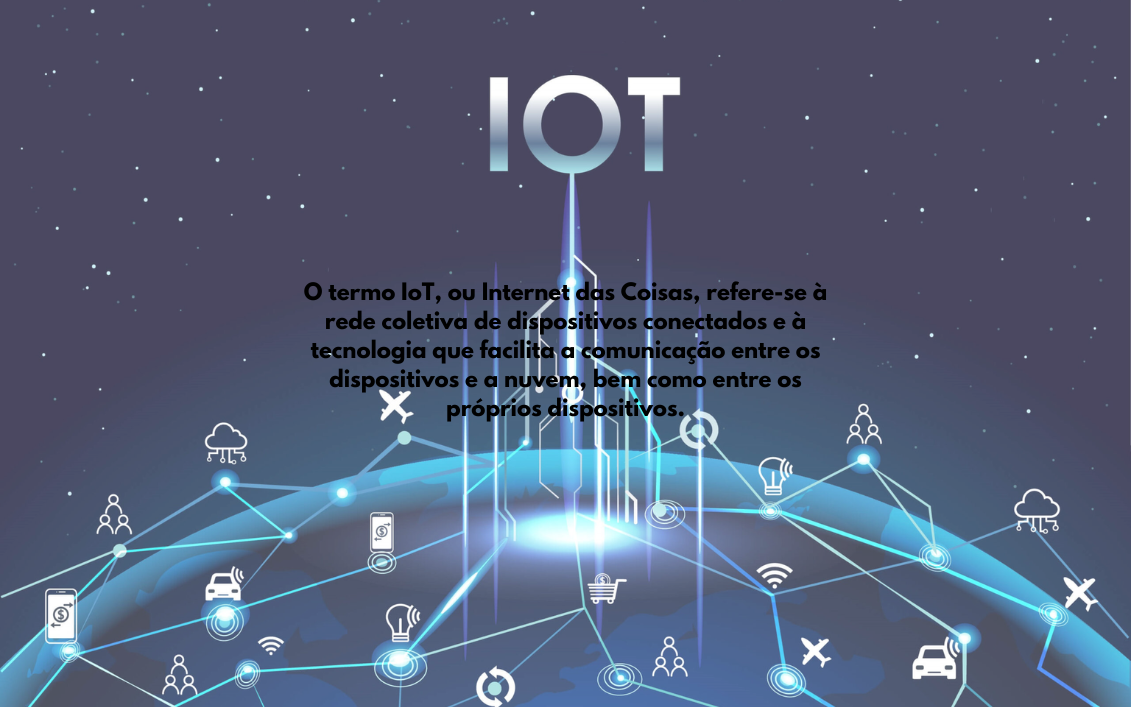 IOT
O termo IoT, ou Internet das Coisas, refere-se à
rede coletiva de dispositivos conectados e à
tecnologia que facilita a comunicação entre os
dispositivos e a nuvem, bem como entre os
próprios dispositivos.
$
$
$